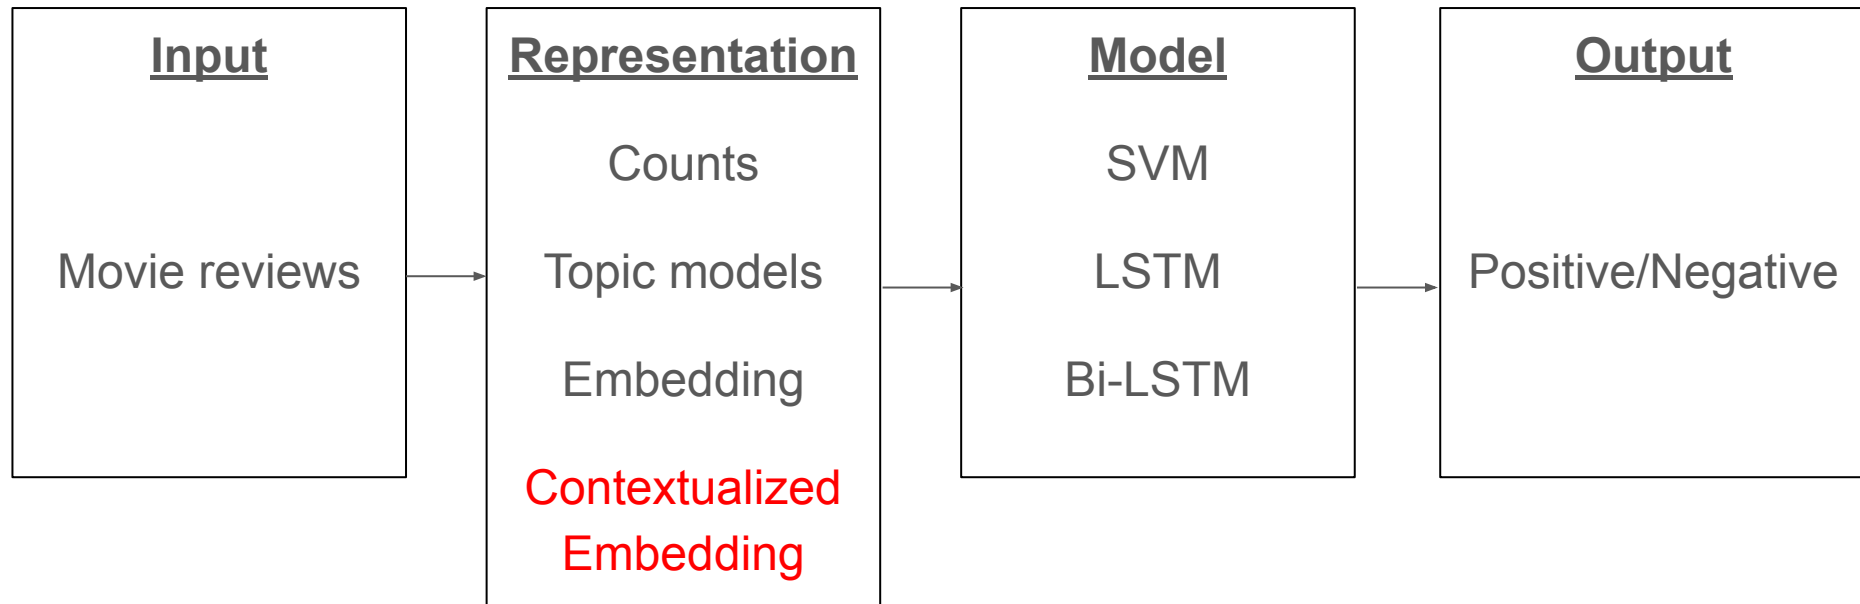 Input
Movie reviews
Representation
Counts
Topic models
Embedding
Contextualized
Embedding
Model
SVM
LSTM
Bi-LSTM
Output
Positive/Negative